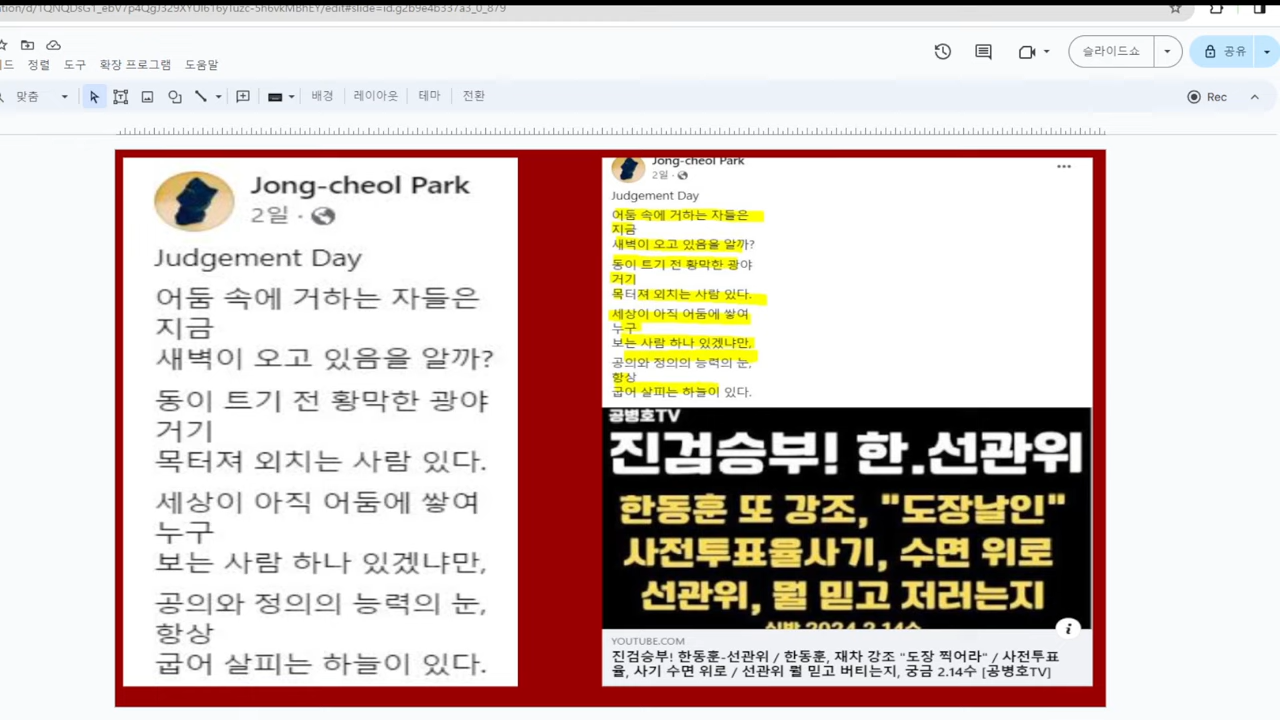 슬라이드쇼
공유
정렬 도구 확장 프로그램 도움말
맞춤
배경 레이아웃 테마 전환
Rec
Jong-cheol Park
2일 ·
Judgement Day
어둠 속에 거하는 자들은
지금
새벽이 오고 있음을 알까?
동이 트기 전 황막한 광야
거기
목터져 외치는 사람 있다.
세상이 아직 어둠에 쌓여
누구
보는 사람 하나 있겠냐만,
공의와 정의의 능력의 눈,
항상
굽어 살피는 하늘이 있다.
Jong-cheol Park
2일 ·
Judgement Day
어둠 속에 거하는 자들은
지금
새벽이 오고 있음을 알까?
동이 트기 전 황막한 광야
거기
목터져 외치는 사람 있다.
세상이 아직 어둠에 쌓여
누구
보는 사람 하나 있겠냐만,
공의와 정의의 능력의 눈,
항상
굽어 살피는 하늘이 있다.
공병호TV
진검승부! 한.선관위
한동훈 또 강조, "도장날인"
사전투표율사기, 수면 위로
선관위, 뭘 믿고 저러는지
YOUTUBE.COM
진검승부! 한동훈-선관위 / 한동훈, 재차 강조 "도장 찍어라" / 사전투표
율, 사기 수면 위로 / 선관위 뭘 믿고 버티는지, 궁금 2.14수 [공병호TV]